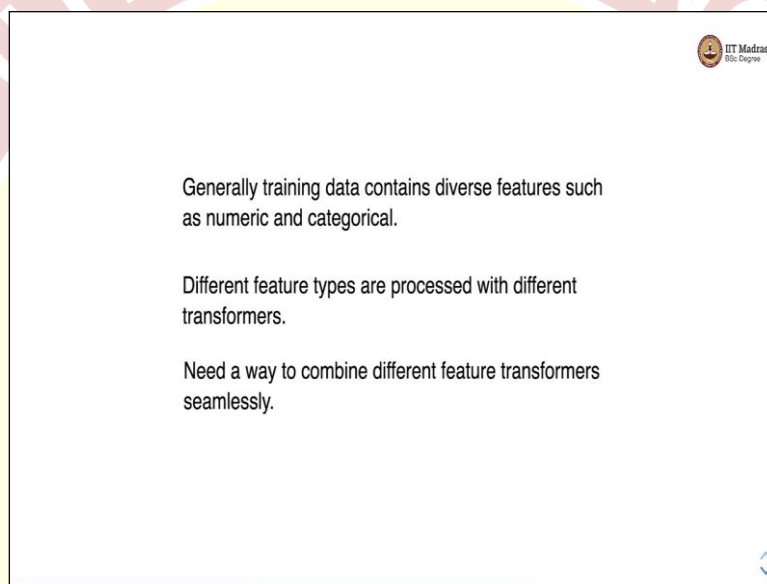 IIT Madras
BSc Degree
Generally training data contains diverse features such
as numeric and categorical.
Different feature types are processed with different
transformers.
Need a way to combine different feature transformers
seamlessly.